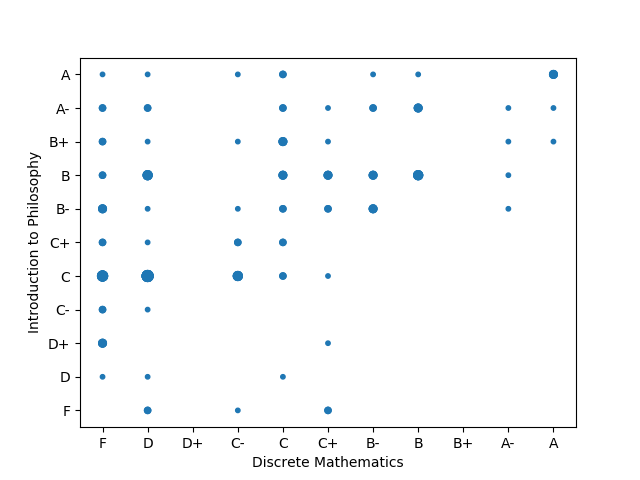 Introduction to Philosophy
A
A-
B+
B
B-
C+
C
C-
D+
D
F
F D D+ C- C C+ B- B B+ A- A
Discrete Mathematics